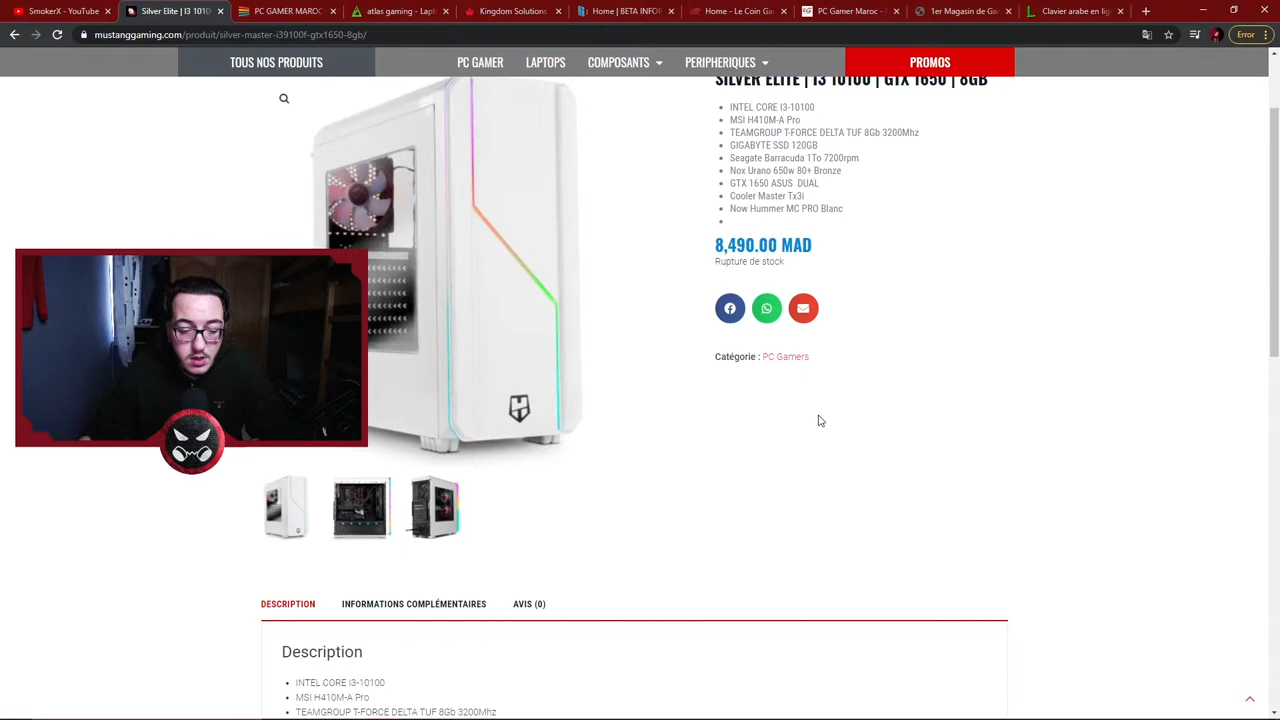 SmokerX - YouTube
Silver Elite | I3 1010
PC GAMER MAROC
atlas gaming - Lapt
Kingdom Solutions
Home | BETA INFOR
Home - Le Coin Ga
PC Gamer Maroc -
1er Magasin de Ga
Clavier arabe en lig
mustanggaming.com/produit/silver-master-i39100f-gtx1650-8gb/
Error
TOUS NOS PRODUITS
PC GAMER
LAPTOPS
COMPOSANTS
PERIPHERIQUES
PROMOS
SILVER ELITE | I3 10100 | GTX 1650 | 8GB
INTEL CORE I3-10100
MSI H410M-A Pro
TEAMGROUP T-FORCE DELTA TUF 8Gb 3200Mhz
GIGABYTE SSD 120GB
Seagate Barracuda 1To 7200rpm
Nox Urano 650w 80+ Bronze
GTX 1650 ASUS DUAL
Cooler Master Tx3i
Now Hummer MC PRO Blanc
8,490.00 MAD
Rupture de stock
Catégorie : PC Gamers
DESCRIPTION
INFORMATIONS COMPLÉMENTAIRES
AVIS (0)
Description
INTEL CORE I3-10100
MSI H410M-A Pro
TEAMGROUP T-FORCE DELTA TUF 8Gb 3200Mhz